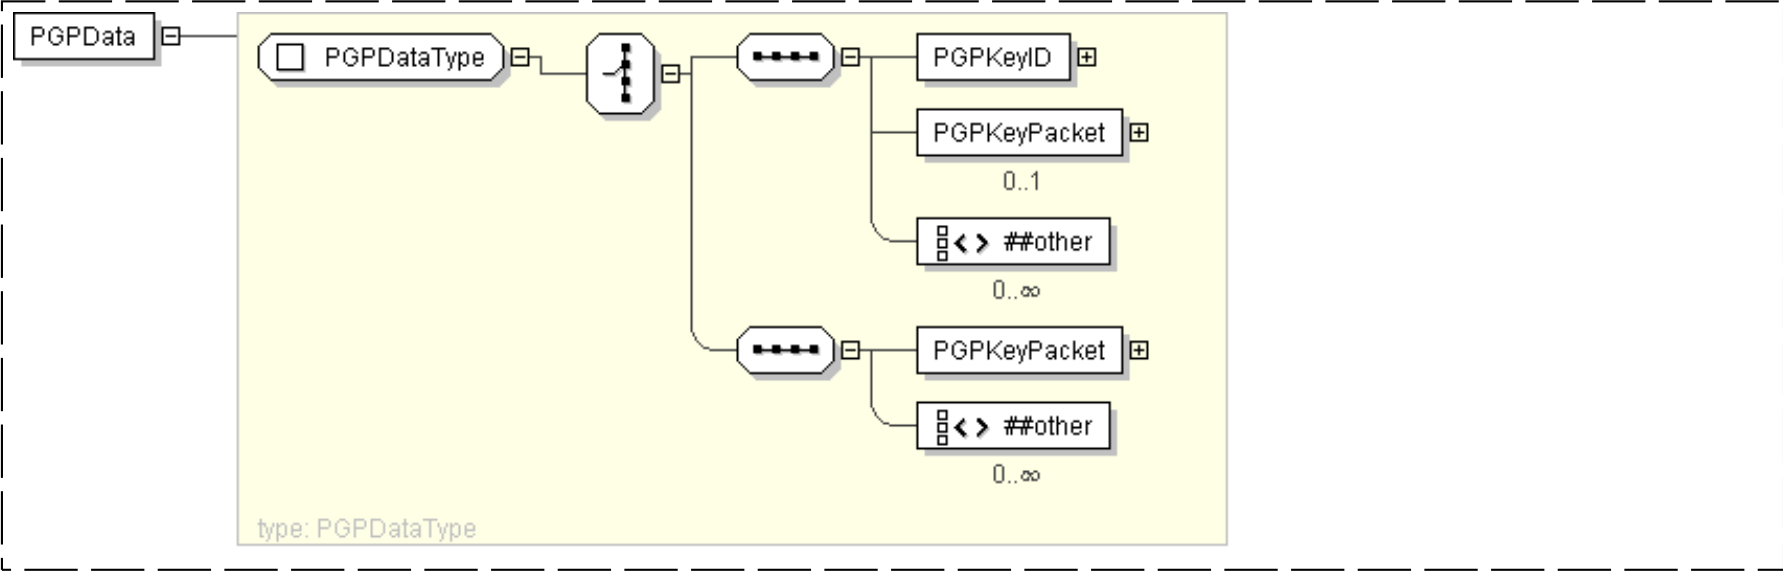 PGPData
PGPDataType
PGPKeyID
PGPKeyPacket
0..1
##other
0..∞
PGPKeyPacket
##other
0..∞
type: PGPDataType